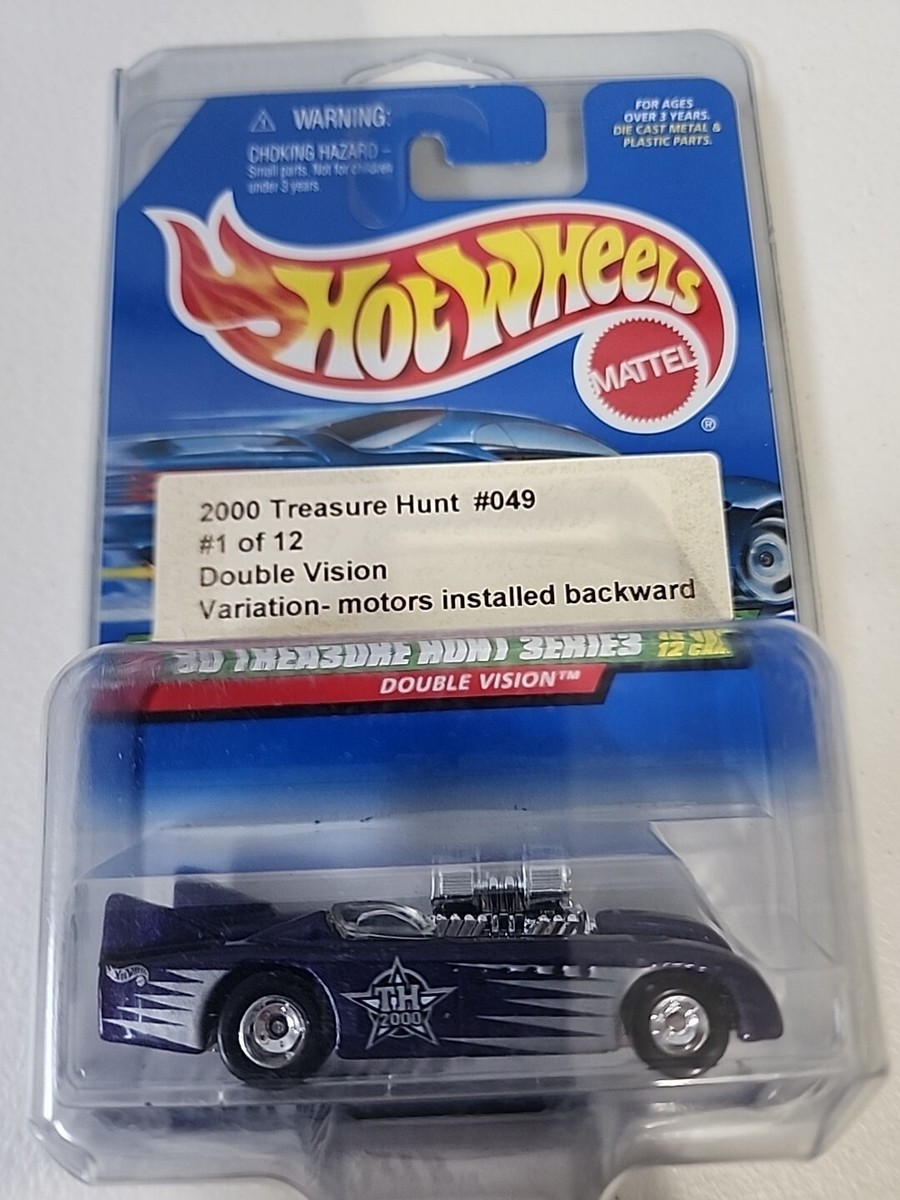 WARNING:
CHOKING HAZARD –
Small parts. Not for children
under 3 years.
FOR AGES
OVER 3 YEARS.
DIE CAST METAL &
PLASTIC PARTS.
HOT WHEELS
MATTEL
®
2000 Treasure Hunt #049
#1 of 12
Double Vision
Variation- motors installed backward
TREASURE HUNT SERIES
12
DOUBLE VISION™
TH
2000